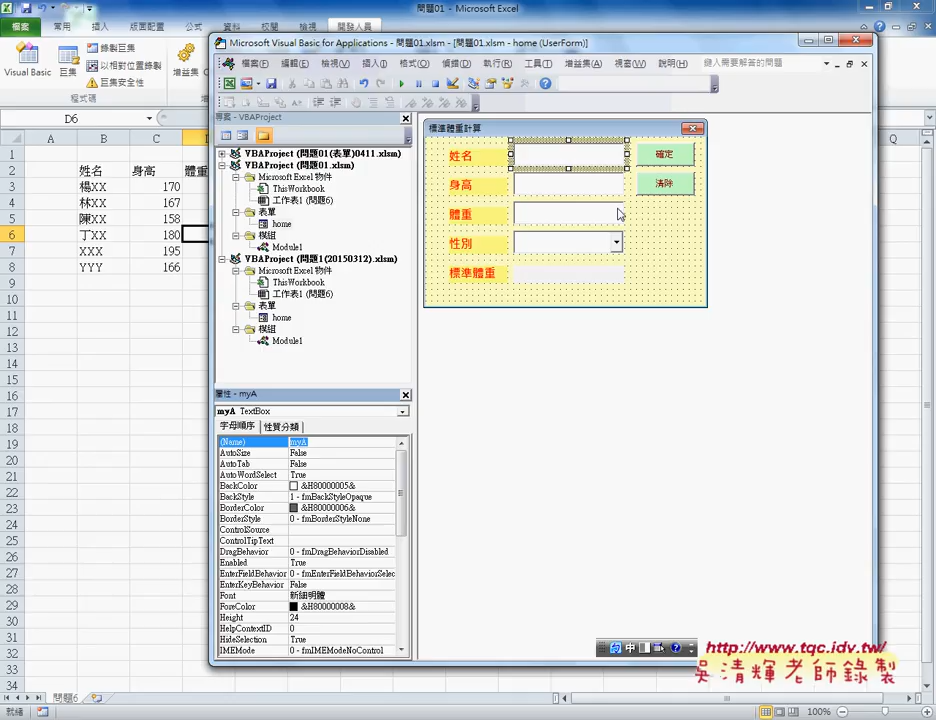 問題01 - Microsoft Excel
檔案 常用 插入 版面配置 公式 資料 校閱 檢視 開發人員
Visual Basic 巨集 錄製巨集
以相對位置錄製
巨集安全性
增益集
程式碼
D6
A B C
姓名 身高 體重
楊XX 170
林XX 167
陳XX 158
丁XX 180
XXX 195
YYY 166
Microsoft Visual Basic for Applications - 問題01.xlsm - [問題01.xlsm - home (UserForm)]
檔案(F) 編輯(E) 檢視(V) 插入(I) 格式(O) 偵錯(D) 執行(R) 工具(T) 增益集(A) 視窗(W) 說明(H) 鍵入需要解答的問題
專案 - VBAProject
VBAProject (問題01(表單)0411.xlsm)
VBAProject (問題01.xlsm)
Microsoft Excel 物件
ThisWorkbook
工作表1 (問題6)
表單
home
模組
Module1
VBAProject (問題1(20150312).xlsm)
Microsoft Excel 物件
ThisWorkbook
工作表1 (問題6)
表單
home
模組
Module1
屬性 - myA
myA TextBox
字母順序 性質分類
(Name) myA
AutoSize False
AutoTab False
AutoWordSelect True
BackColor &H80000005&
BackStyle 1 - fmBackStyleOpaque
BorderColor &H80000006&
BorderStyle 0 - fmBorderStyleNone
ControlSource
ControlTipText
DragBehavior 0 - fmDragBehaviorDisabled
Enabled True
EnterFieldBehavior 0 - fmEnterFieldBehaviorSelec
EnterKeyBehavior False
Font 新細明體
ForeColor &H80000008&
Height 24
HelpContextID 0
HideSelection True
IMEMode 0 - fmIMEModeNoControl
標準體重計算
姓名 確定
身高 清除
體重
性別
標準體重
中
http://www.tqc.idv.tw/
吳清輝老師錄製
問題6
就緒 100%